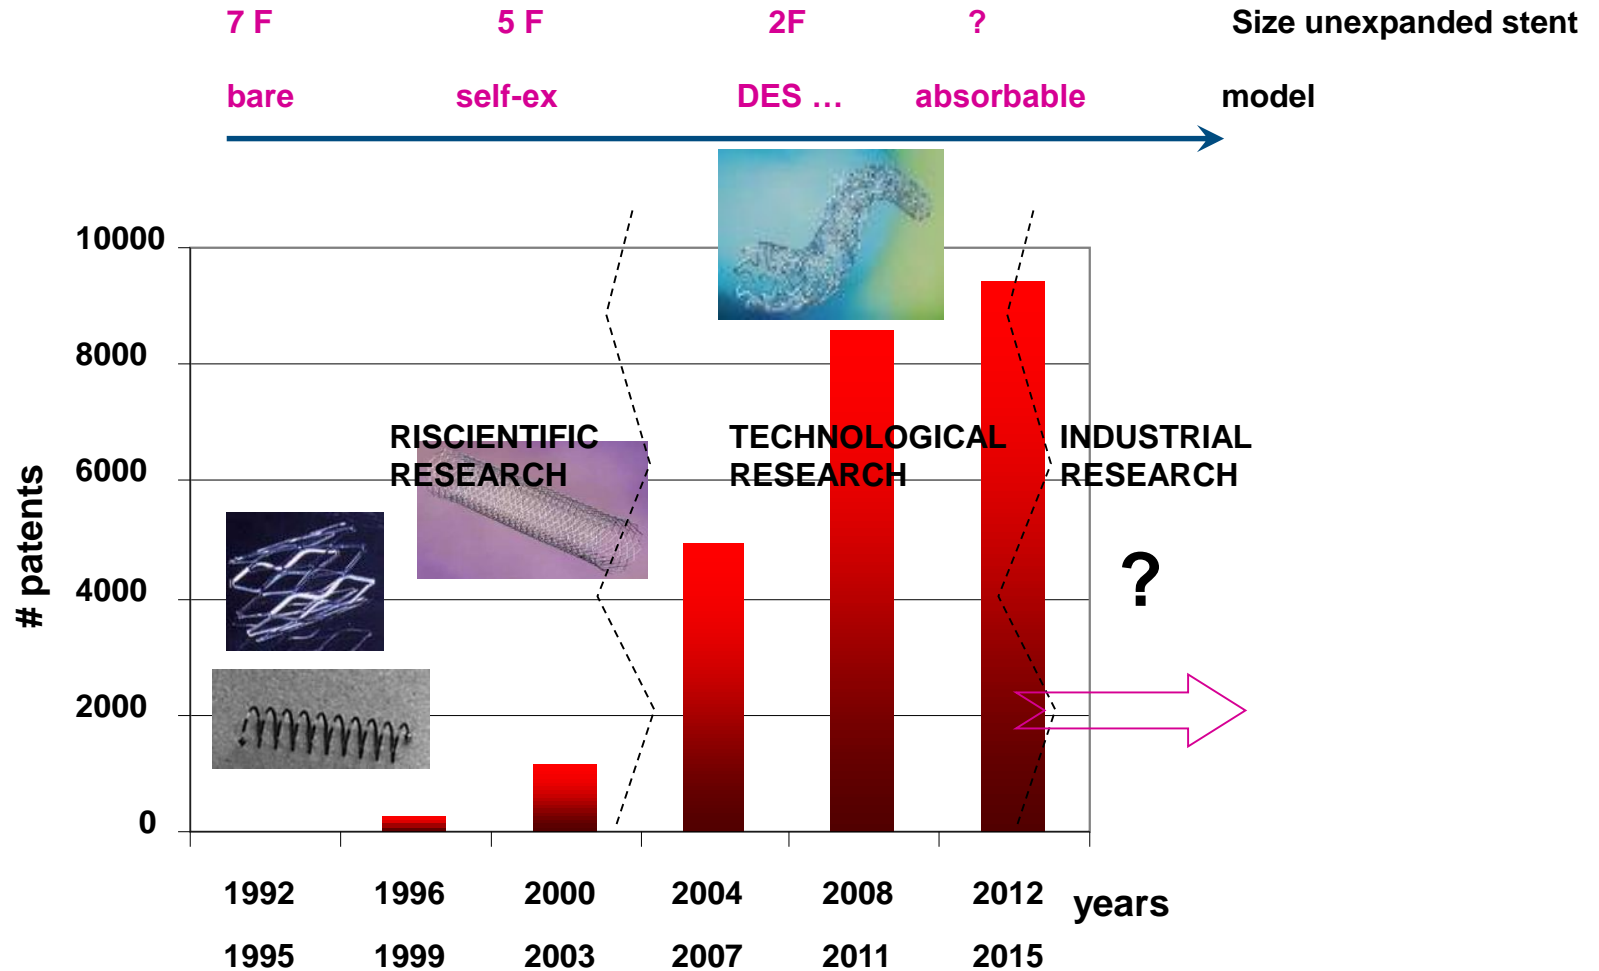 7 F 5 F 2F ? Size unexpanded stent
bare self-ex DES … absorbable model
10000
8000
RISCIENTIFIC TECHNOLOGICAL INDUSTRIAL
RESEARCH RESEARCH RESEARCH
6000
# patents
?
4000
2000
0
1992 1996 2000 2004 2008 2012 years
1995 1999 2003 2007 2011 2015